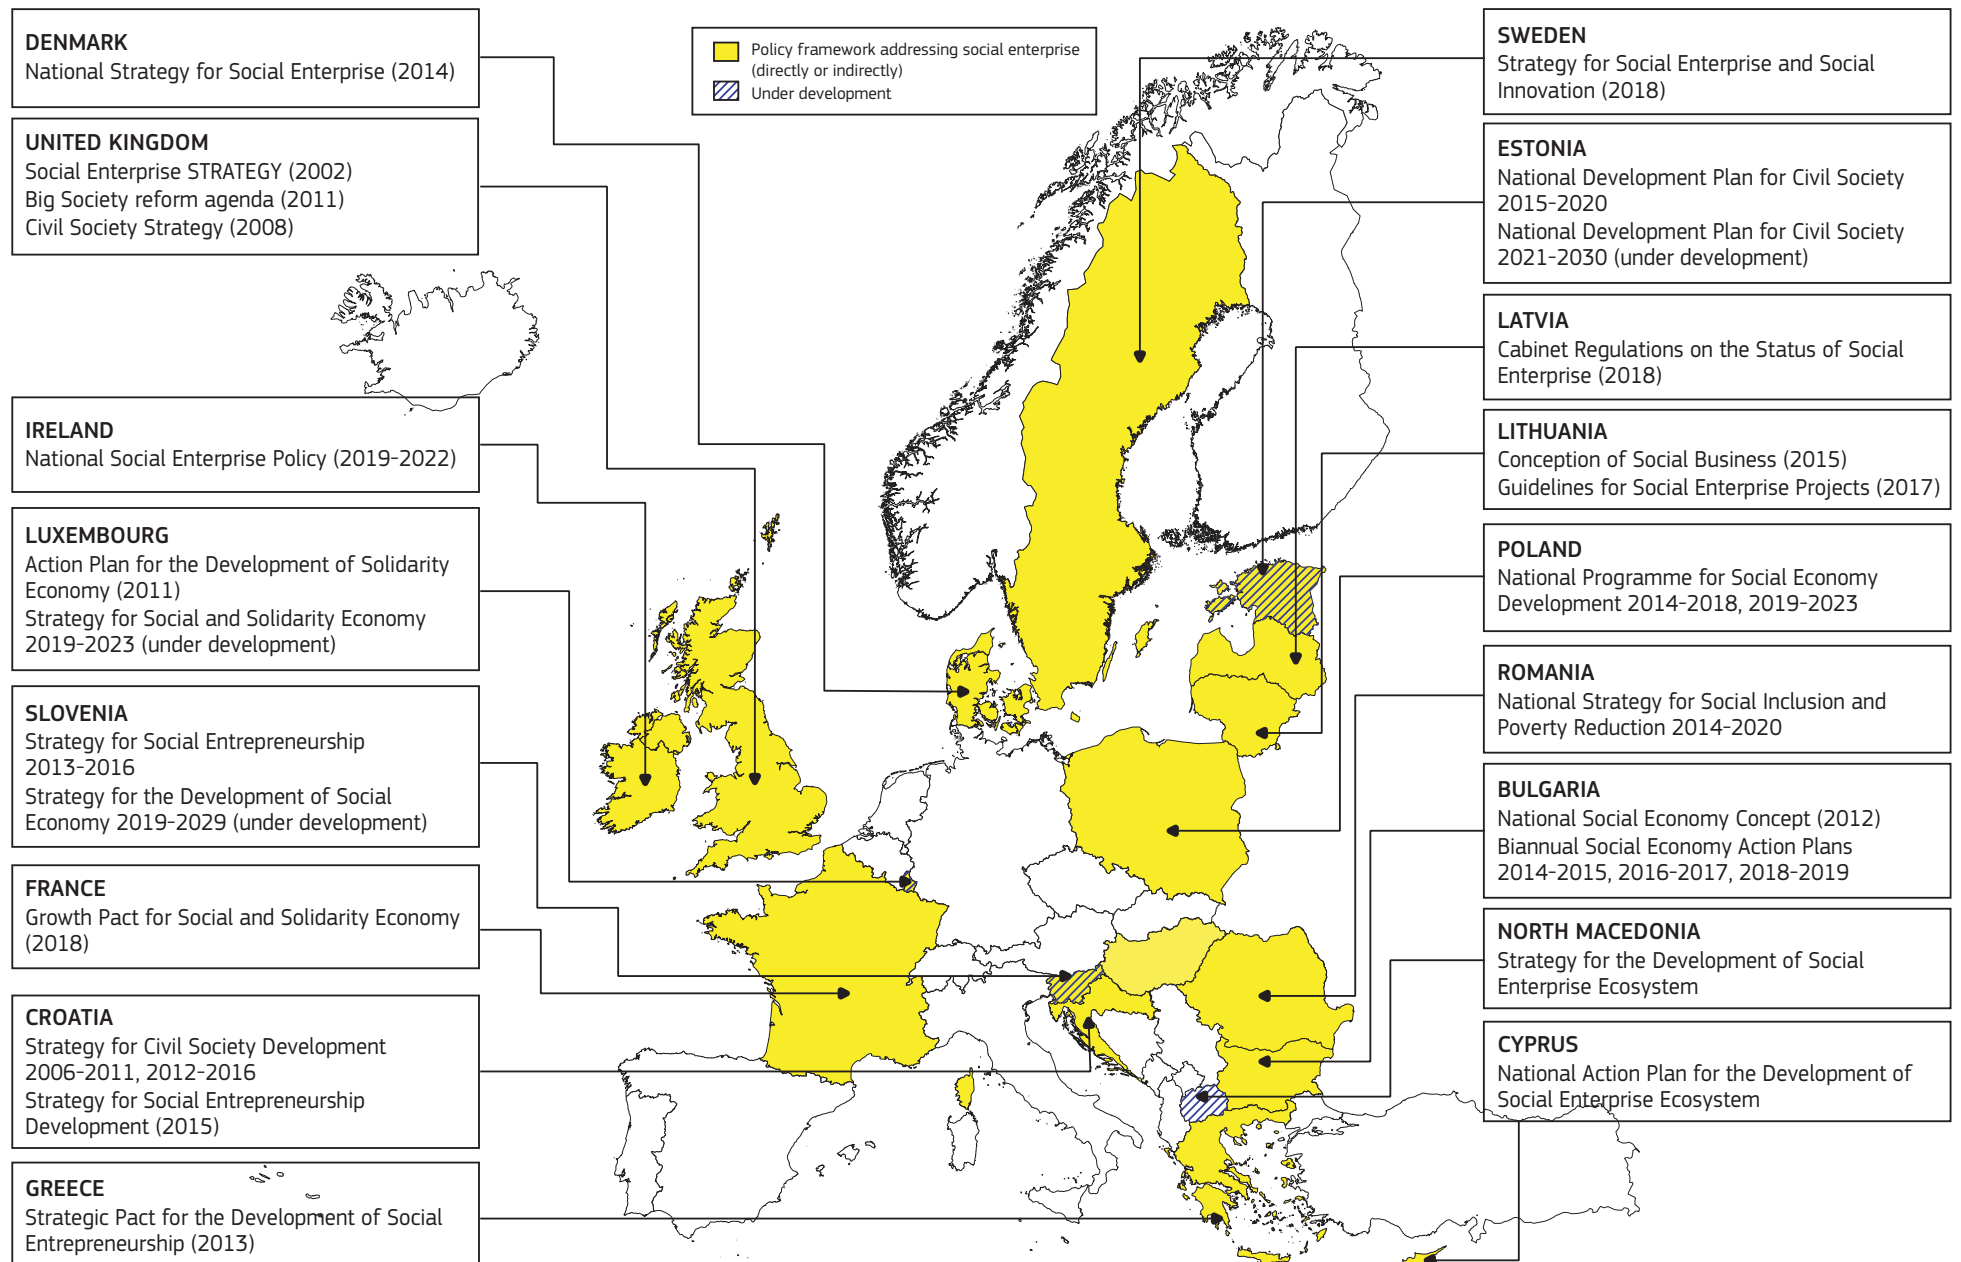 DENMARK
National Strategy for Social Enterprise (2014)
UNITED KINGDOM
Social Enterprise STRATEGY (2002)
Big Society reform agenda (2011)
Civil Society Strategy (2008)
IRELAND
National Social Enterprise Policy (2019-2022)
LUXEMBOURG
Action Plan for the Development of Solidarity
Economy (2011)
Strategy for Social and Solidarity Economy
2019-2023 (under development)
SLOVENIA
Strategy for Social Entrepreneurship
2013-2016
Strategy for the Development of Social
Economy 2019-2029 (under development)
FRANCE
Growth Pact for Social and Solidarity Economy
(2018)
CROATIA
Strategy for Civil Society Development
2006-2011, 2012-2016
Strategy for Social Entrepreneurship
Development (2015)
GREECE
Strategic Pact for the Development of Social
Entrepreneurship (2013)
Policy framework addressing social enterprise
(directly or indirectly)
Under development
SWEDEN
Strategy for Social Enterprise and Social
Innovation (2018)
ESTONIA
National Development Plan for Civil Society
2015-2020
National Development Plan for Civil Society
2021-2030 (under development)
LATVIA
Cabinet Regulations on the Status of Social
Enterprise (2018)
LITHUANIA
Conception of Social Business (2015)
Guidelines for Social Enterprise Projects (2017)
POLAND
National Programme for Social Economy
Development 2014-2018, 2019-2023
ROMANIA
National Strategy for Social Inclusion and
Poverty Reduction 2014-2020
BULGARIA
National Social Economy Concept (2012)
Biannual Social Economy Action Plans
2014-2015, 2016-2017, 2018-2019
NORTH MACEDONIA
Strategy for the Development of Social
Enterprise Ecosystem
CYPRUS
National Action Plan for the Development of
Social Enterprise Ecosystem